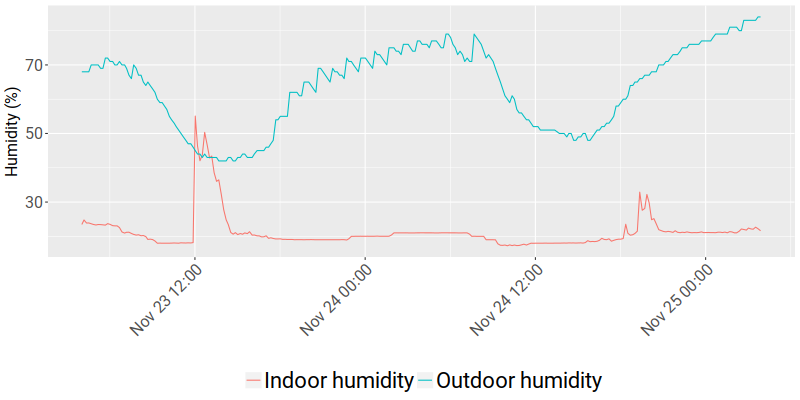 Humidity (%)
70
50
30
Nov 23 12:00
Nov 24 00:00
Nov 24 12:00
Nov 25 00:00
Indoor humidity Outdoor humidity